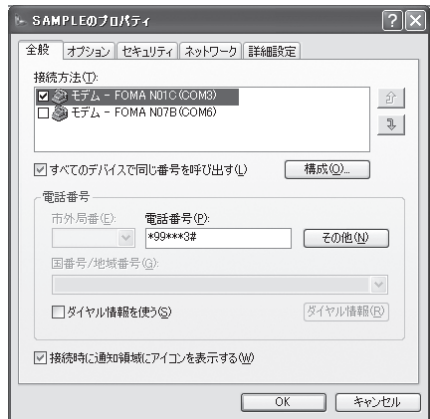 SAMPLEのプロパティ
全般 オプション セキュリティ ネットワーク 詳細設定
接続方法(T):
モデム - FOMA N01C(COM3)
モデム - FOMA N07B(COM6)
すべてのデバイスで同じ番号を呼び出す(L) 構成(O)...
電話番号
市外局番(E): 電話番号(P):
*99***3# その他(N)
国番号/地域番号(G):
ダイヤル情報を使う(S) ダイヤル情報(R)
接続時に通知領域にアイコンを表示する(W)
OK キャンセル